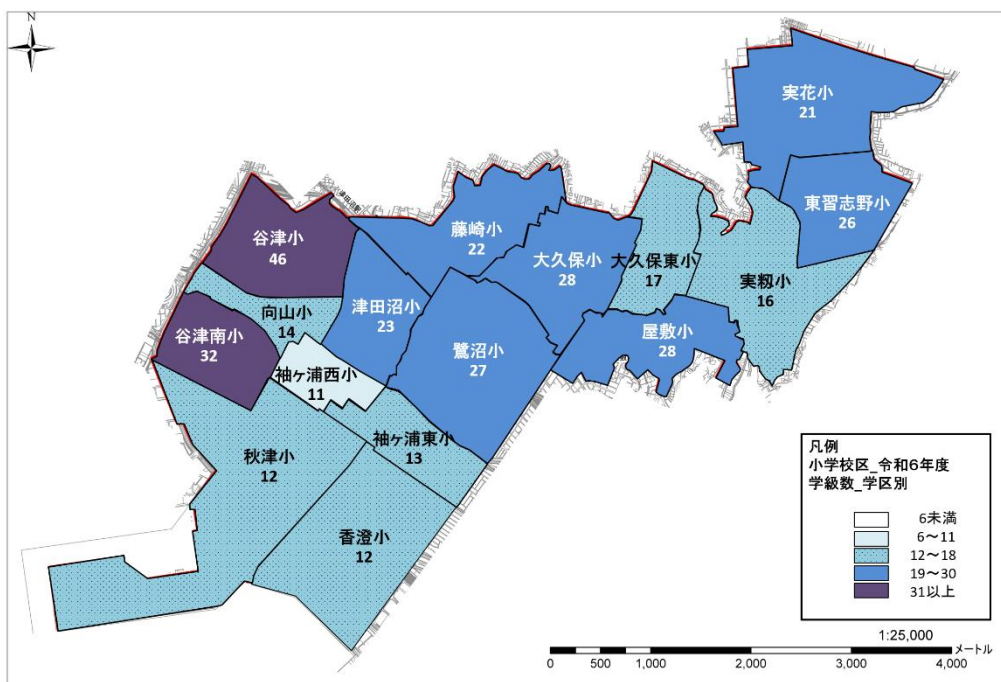 N
実花小
21
東習志野小
26
藤崎小
22
谷津小
46
大久保小
28
大久保東小
17
実籾小
16
向山小
14
津田沼小
23
谷津南小
32
屋敷小
28
鷺沼小
27
袖ヶ浦西小
11
袖ヶ浦東小
13
秋津小
12
香澄小
12
凡例
小学校区_令和6年度
学級数_学区別
6未満
6～11
12～18
19～30
31以上
1:25,000
メートル
0 500 1,000 2,000 3,000 4,000